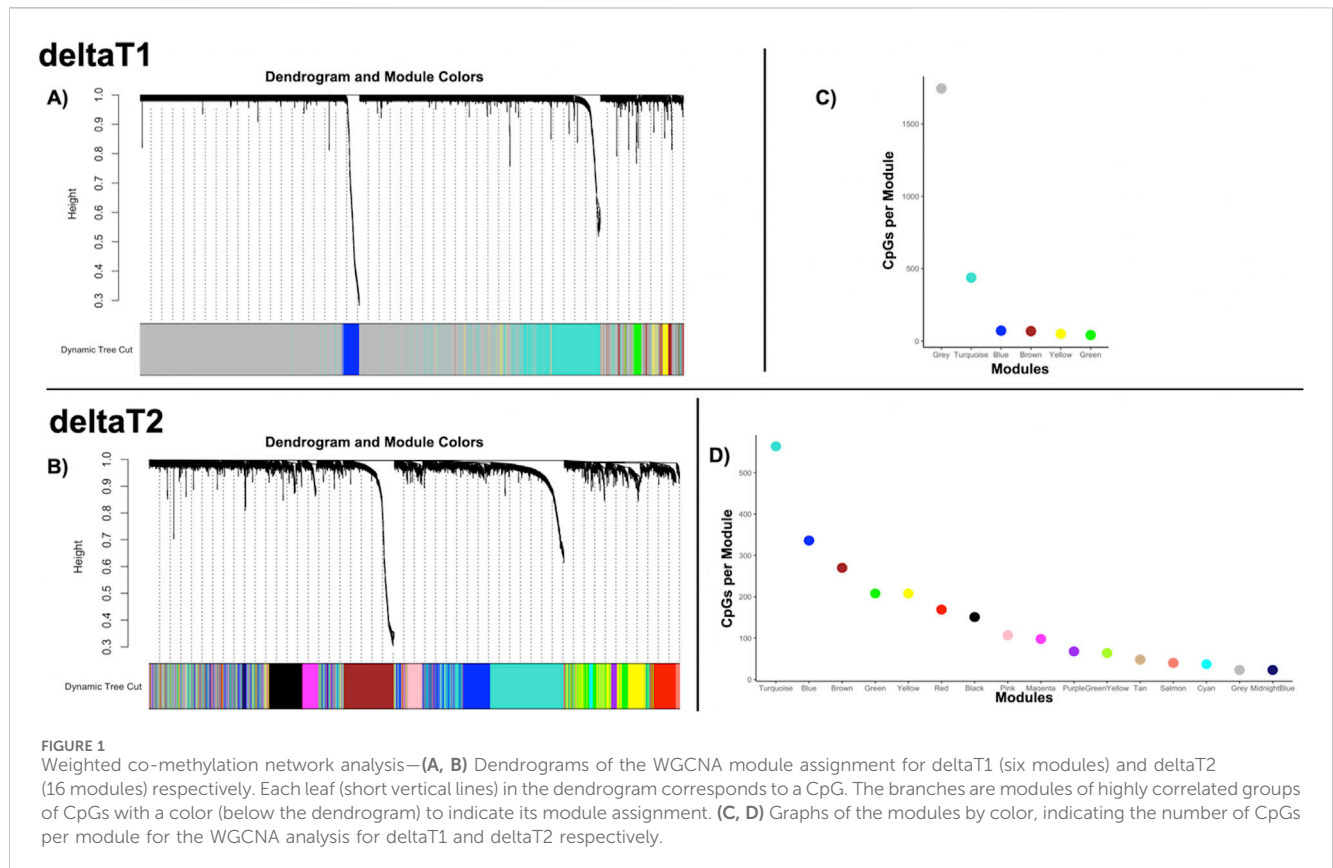 deltaT1
Dendrogram and Module Colors
A)
Height
1.0
0.9
0.8
0.7
0.6
0.5
0.4
0.3
Dynamic Tree Cut
C)
CpGs per Module
1500
1000
500
0
Grey Turquoise Blue Brown Yellow Green
Modules
deltaT2
Dendrogram and Module Colors
B)
Height
1.0
0.9
0.8
0.7
0.6
0.5
0.4
0.3
Dynamic Tree Cut
D)
CpGs per Module
500
400
300
200
100
0
Turquoise Blue Brown Green Yellow Red Black Pink Magenta Purple GreenYellow Tan Salmon Cyan Grey MidnightBlue
Modules
FIGURE 1
Weighted co-methylation network analysis—(A, B) Dendrograms of the WGCNA module assignment for deltaT1 (six modules) and deltaT2
(16 modules) respectively. Each leaf (short vertical lines) in the dendrogram corresponds to a CpG. The branches are modules of highly correlated groups
of CpGs with a color (below the dendrogram) to indicate its module assignment. (C, D) Graphs of the modules by color, indicating the number of CpGs
per module for the WGCNA analysis for deltaT1 and deltaT2 respectively.